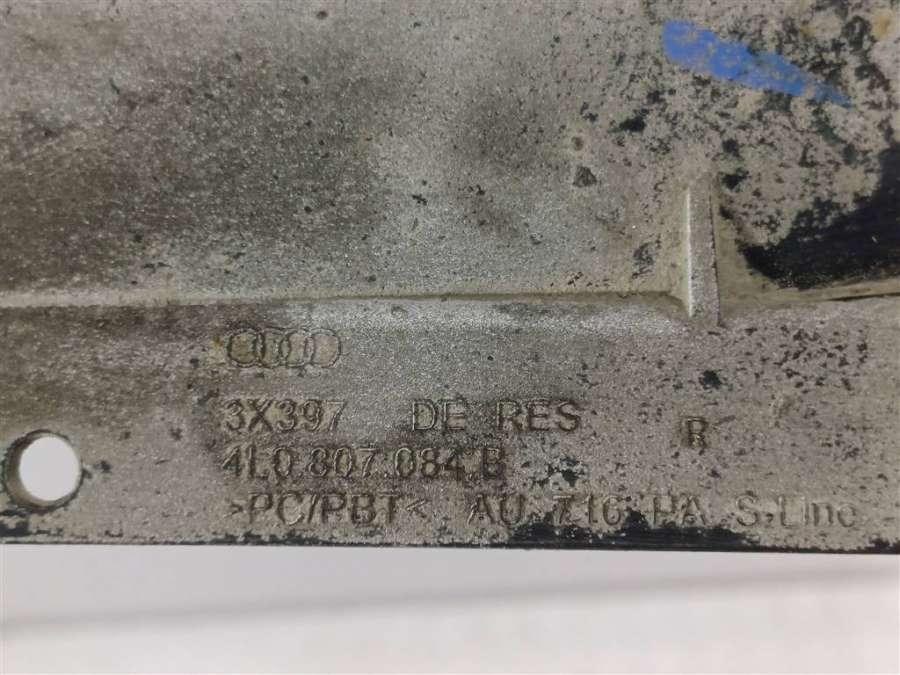 3X397 DE RES R
4L0 807 084 B
>PC/PBT< AU 716 PA S-Line